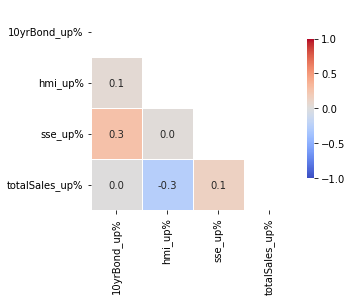 10yrBond_up%
hmi_up%
sse_up%
totalSales_up%
0.1
0.3 0.0
0.0 -0.3 0.1
10yrBond_up%
hmi_up%
sse_up%
totalSales_up%
1.0
0.5
0.0
-0.5
-1.0